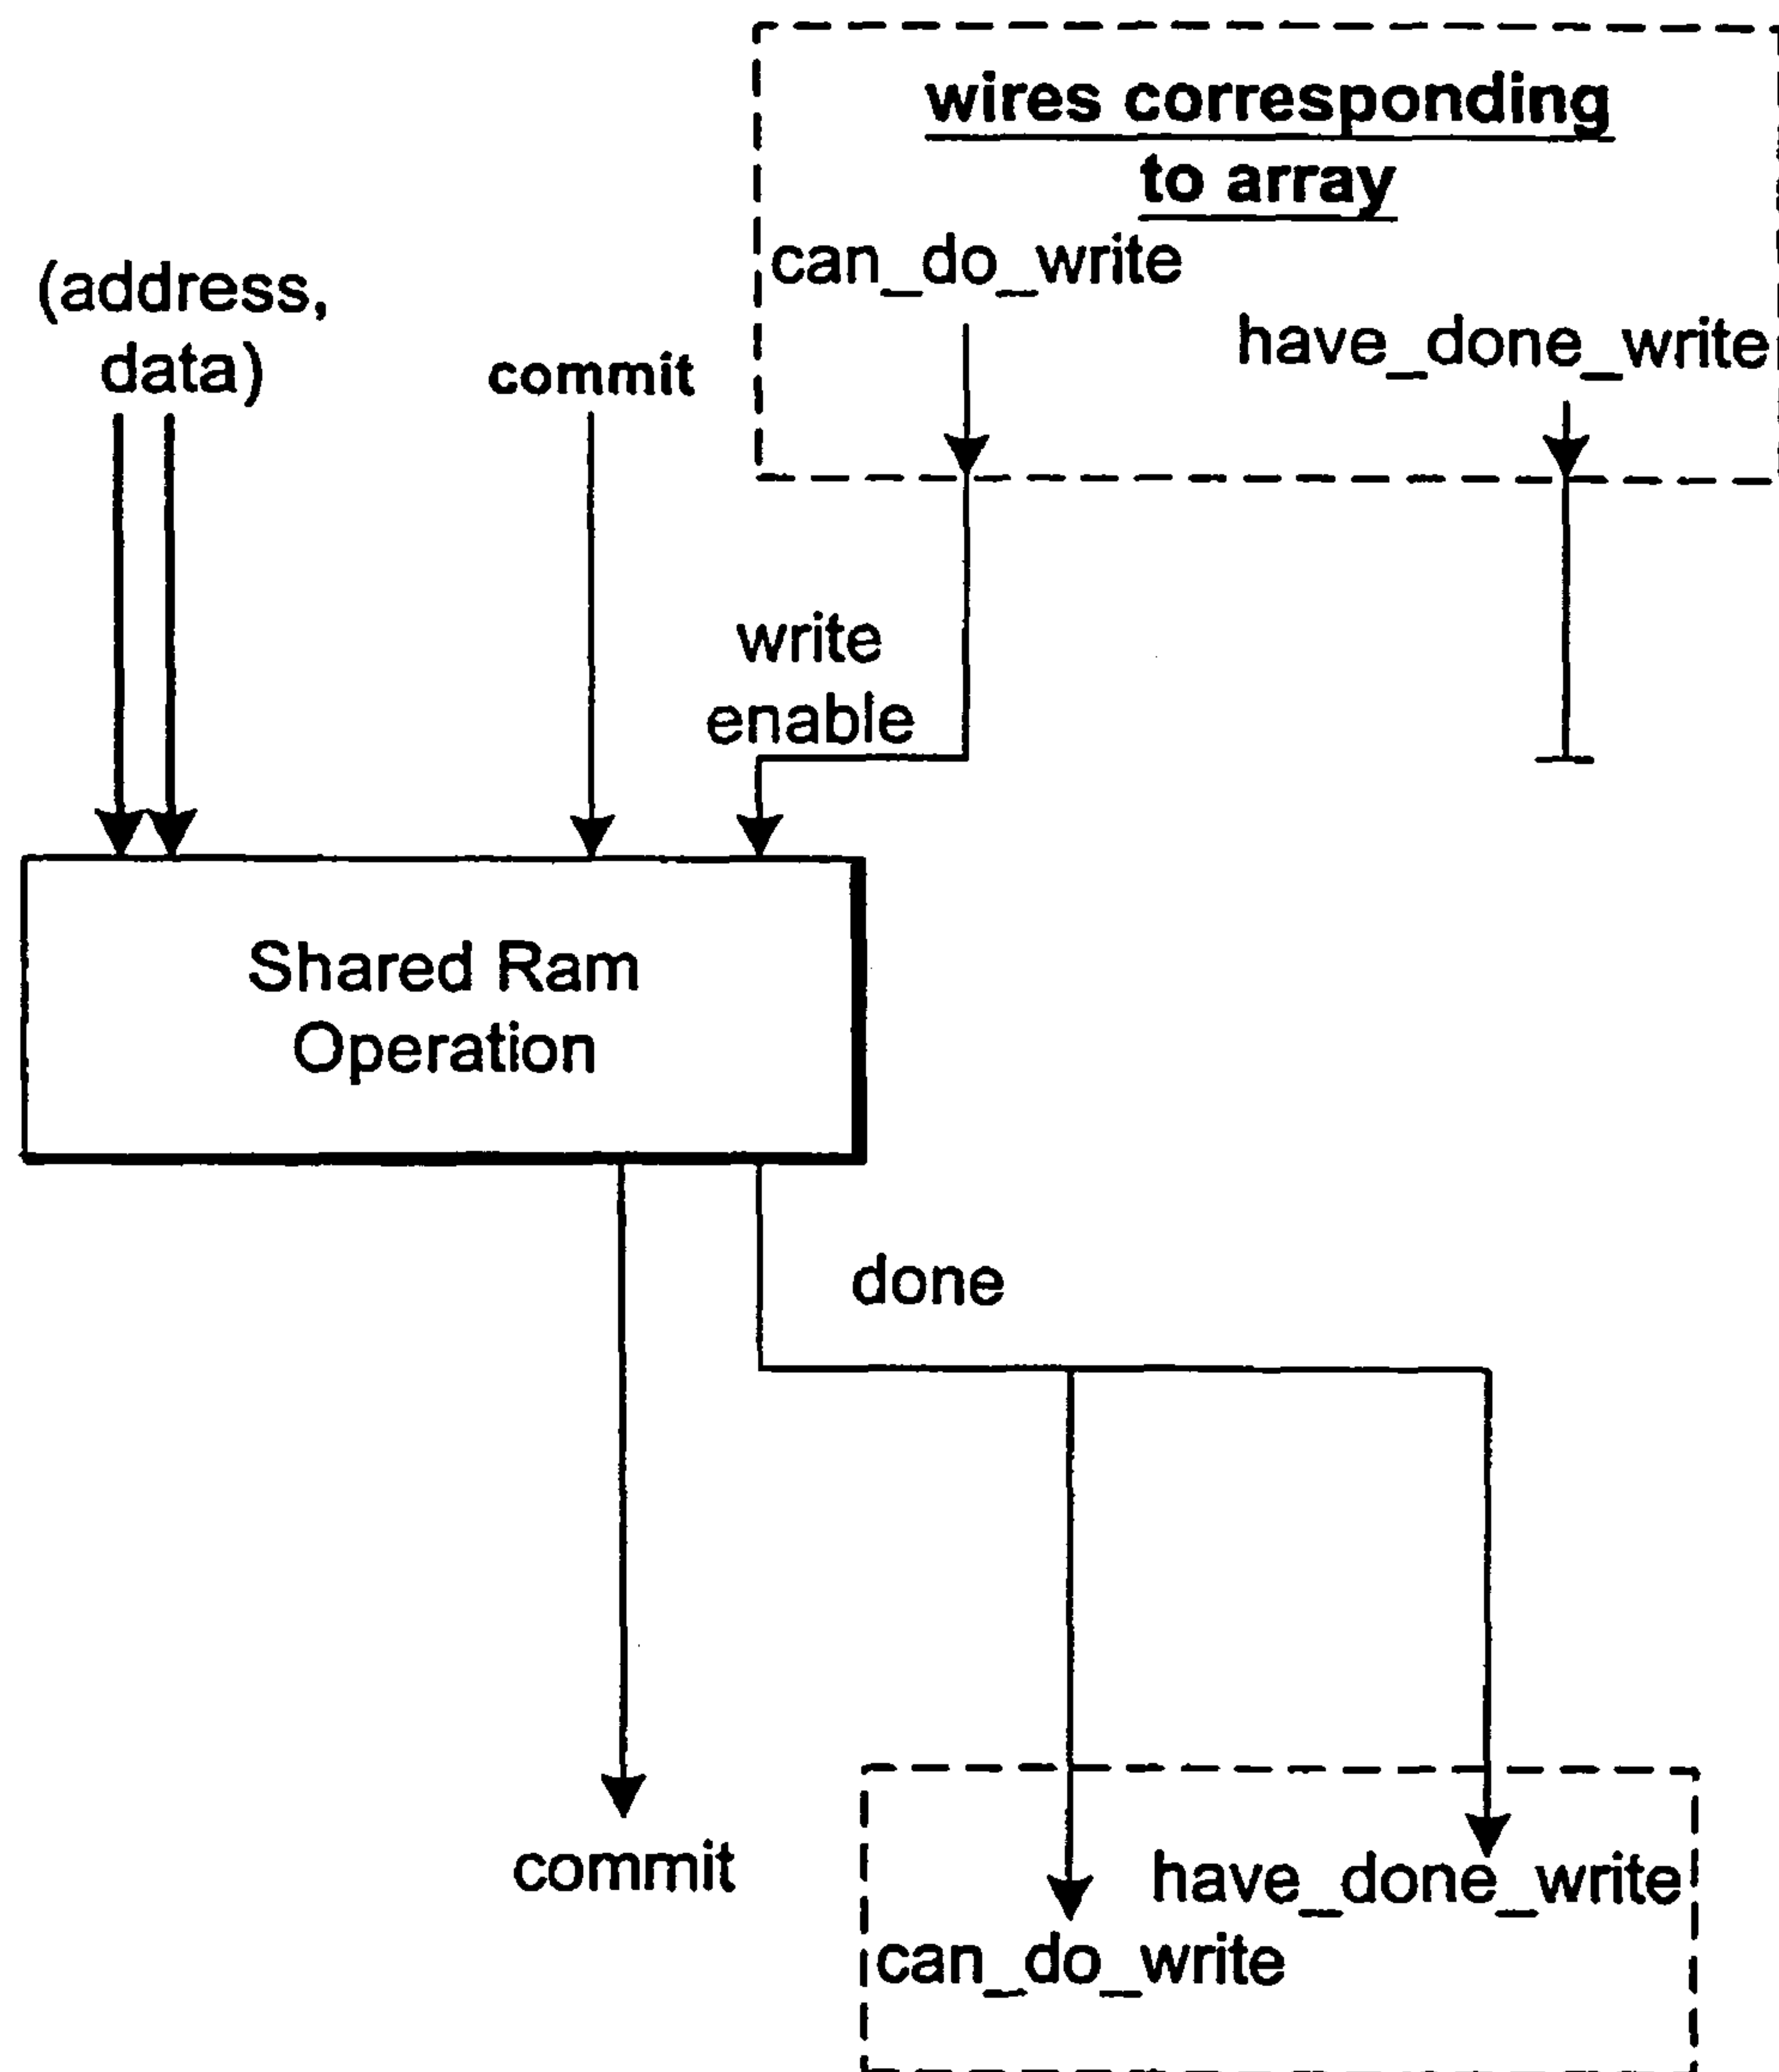 wires corresponding
to array
can_do_write
(address,
data)
commit
have_done_write
write
enable
Shared Ram
Operation
done
commit
have_done_write
can_do_write